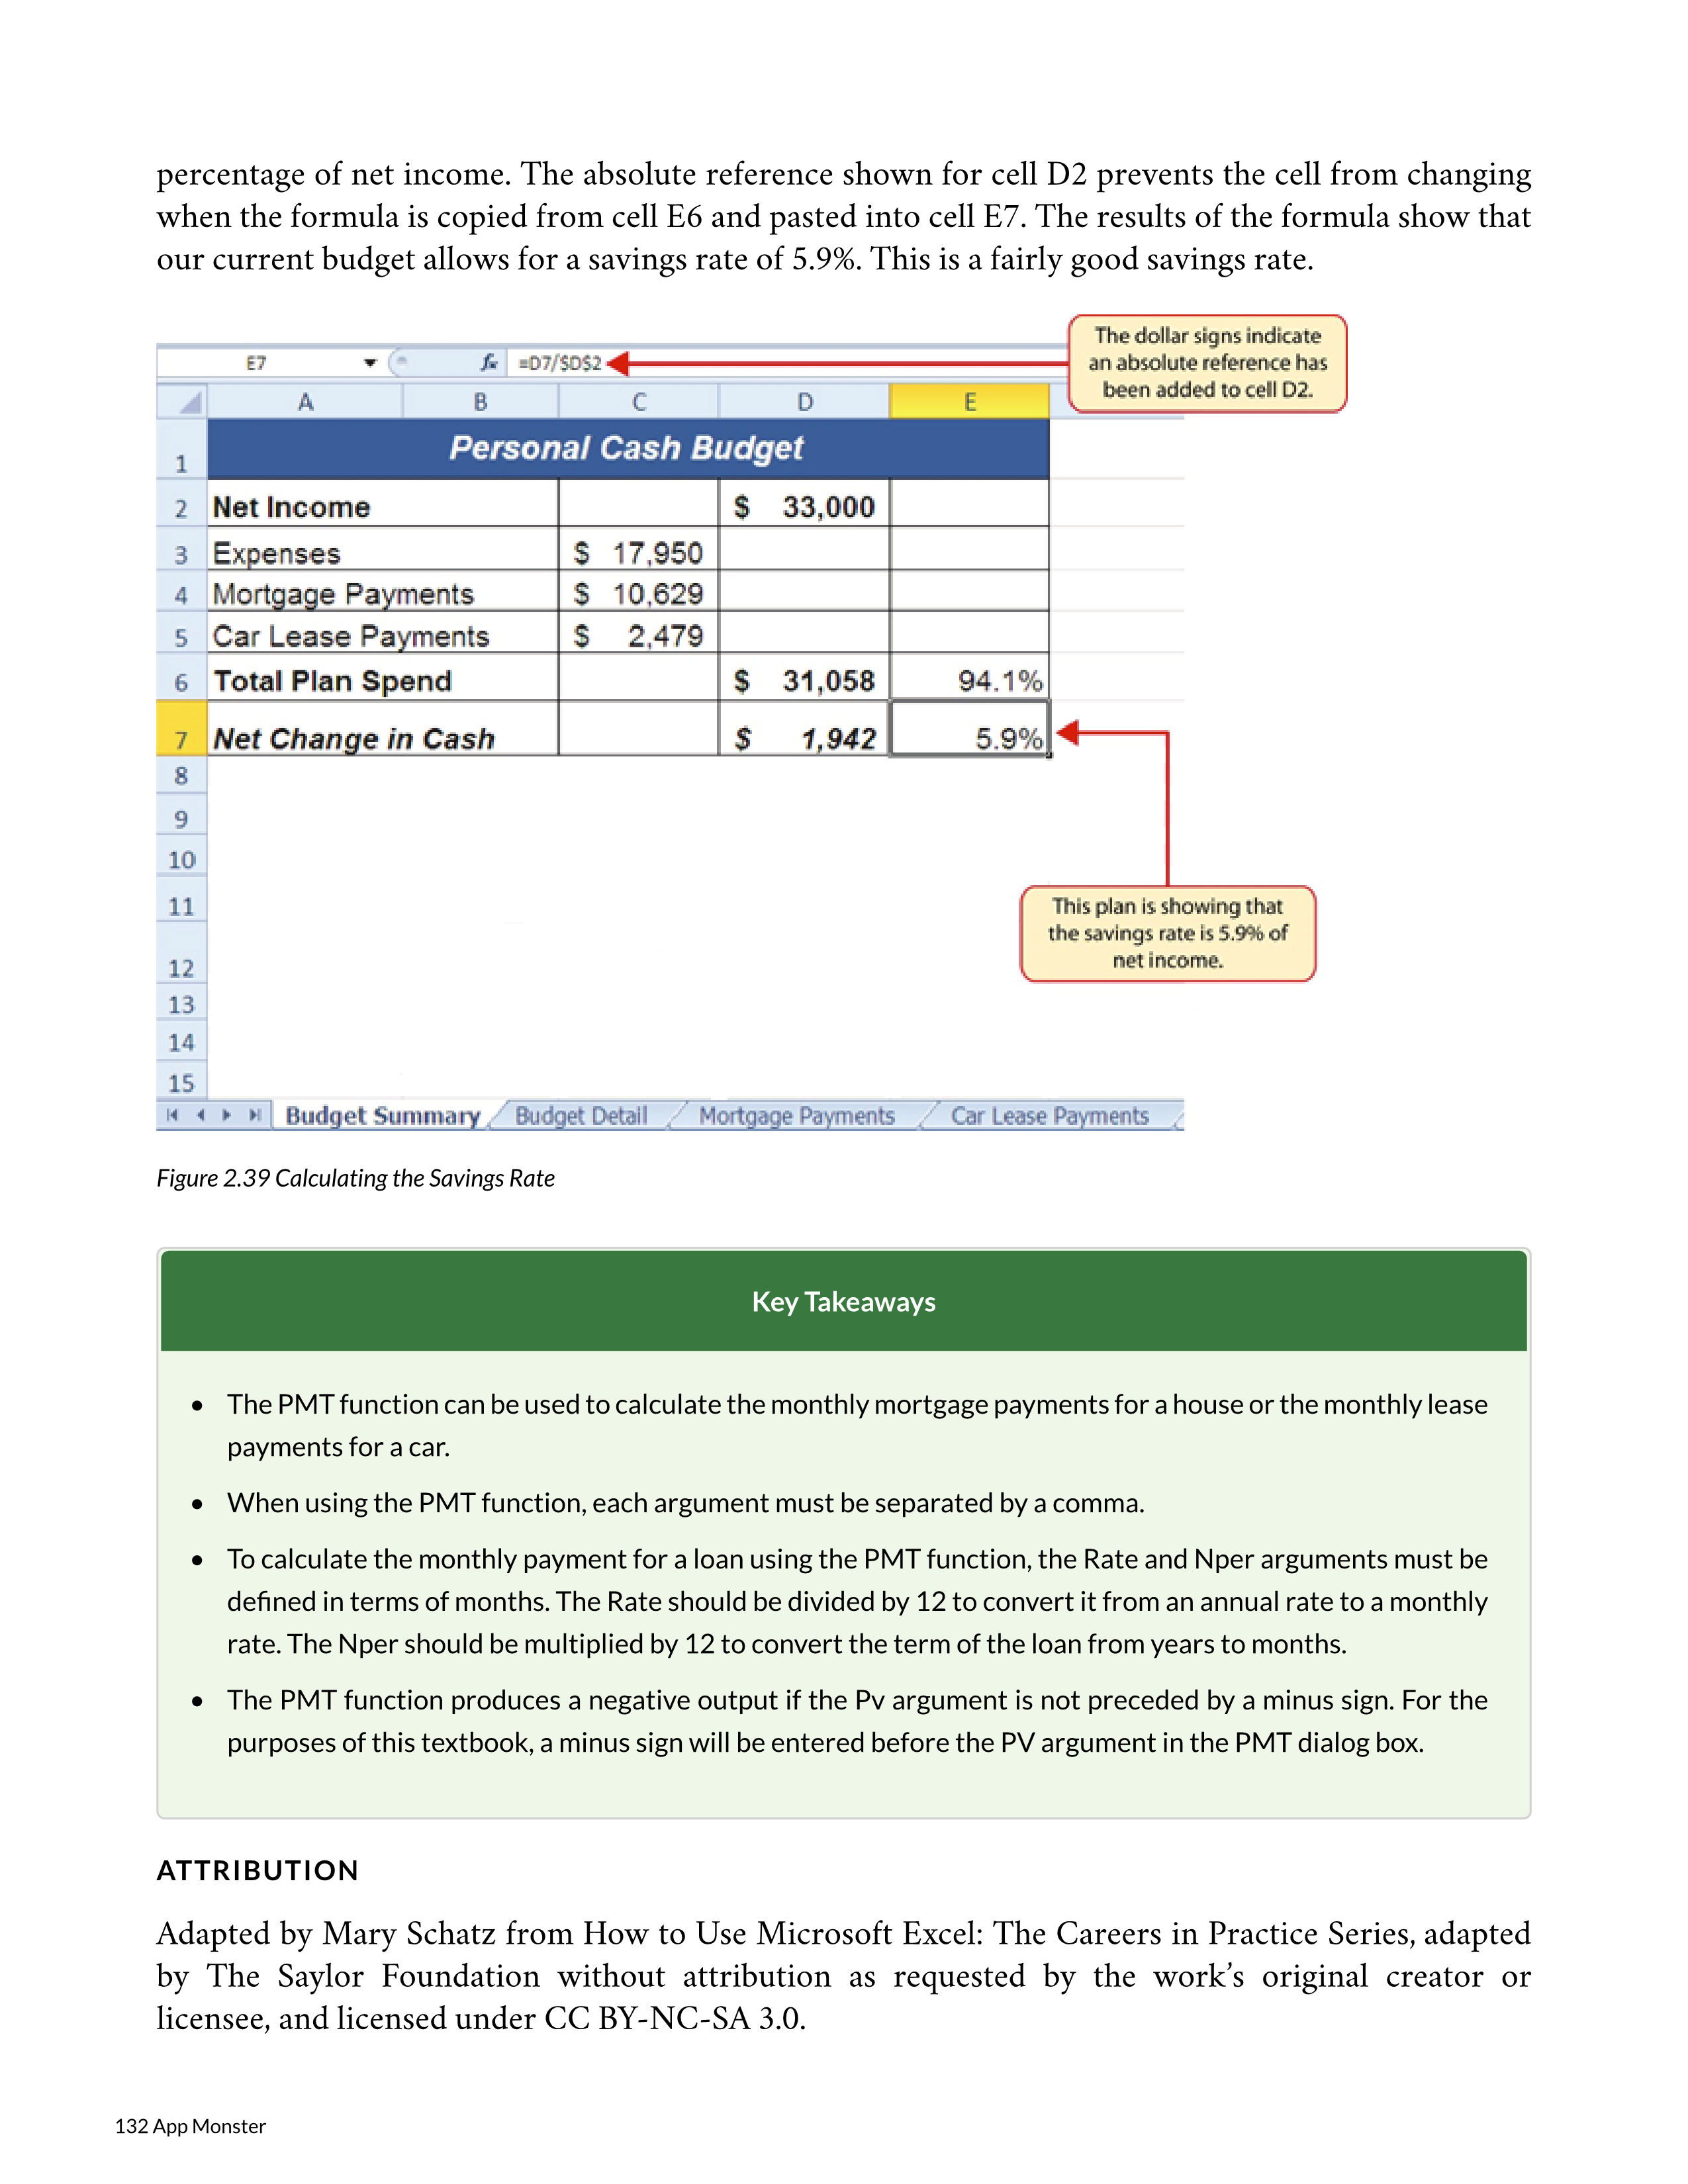 percentage of net income. The absolute reference shown for cell D2 prevents the cell from changing
when the formula is copied from cell E6 and pasted into cell E7. The results of the formula show that
our current budget allows for a savings rate of 5.9%. This is a fairly good savings rate.
The dollar signs indicate
an absolute reference has
been added to cell D2.
E7 fx =D7/$D$2
A B C D E
1 Personal Cash Budget
2 Net Income $ 33,000
3 Expenses $ 17,950
4 Mortgage Payments $ 10,629
5 Car Lease Payments $ 2,479
6 Total Plan Spend $ 31,058 94.1%
7 Net Change in Cash $ 1,942 5.9%
8
9
10
11
12
13
14
15
This plan is showing that
the savings rate is 5.9% of
net income.
Budget Summary Budget Detail Mortgage Payments Car Lease Payments
Figure 2.39 Calculating the Savings Rate
Key Takeaways
• The PMT function can be used to calculate the monthly mortgage payments for a house or the monthly lease
payments for a car.
• When using the PMT function, each argument must be separated by a comma.
• To calculate the monthly payment for a loan using the PMT function, the Rate and Nper arguments must be
defined in terms of months. The Rate should be divided by 12 to convert it from an annual rate to a monthly
rate. The Nper should be multiplied by 12 to convert the term of the loan from years to months.
• The PMT function produces a negative output if the Pv argument is not preceded by a minus sign. For the
purposes of this textbook, a minus sign will be entered before the PV argument in the PMT dialog box.
ATTRIBUTION
Adapted by Mary Schatz from How to Use Microsoft Excel: The Careers in Practice Series, adapted
by The Saylor Foundation without attribution as requested by the work’s original creator or
licensee, and licensed under CC BY-NC-SA 3.0.
132 App Monster